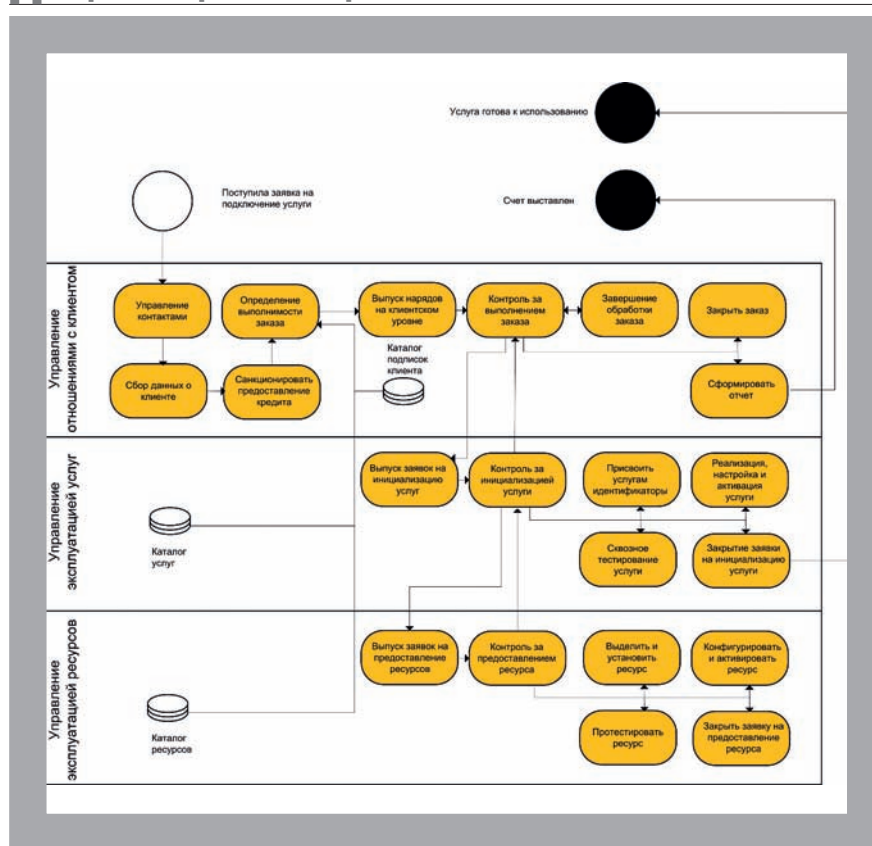 Услуга готова к использованию
Поступила заявка на
подключение услуги
Счет выставлен
Управление
отношениями с клиентом
Управление
контактами
Определение
выполнимости
заказа
Выпуск нарядов
на клиентском
уровне
Контроль за
выполнением
заказа
Завершение
обработки
заказа
Закрыть заказ
Каталог
подписок
клиента
Сбор данных о
клиенте
Санкционировать
предоставление
кредита
Сформировать
отчет
Управление
эксплуатацией услуг
Выпуск заявок на
инициализацию
услуг
Контроль за
инициализацией
услуги
Присвоить
услугам
идентификаторы
Реализация,
настройка и
активация
услуги
Каталог
услуг
Сквозное
тестирование
услуги
Закрытие заявки
на инициализацию
услуги
Управление
эксплуатацией ресурсов
Выпуск заявок на
предоставление
ресурсов
Контроль за
предоставлением
ресурса
Выделить и
установить
ресурс
Конфигурировать
и активировать
ресурс
Каталог
ресурсов
Протестировать
ресурс
Закрыть заявку на
предоставление
ресурса